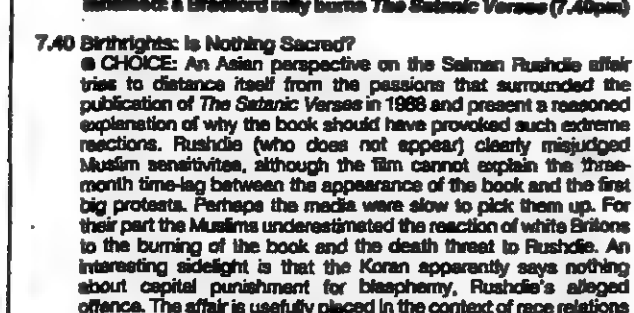 a Bradford rally burns The Satanic Verses (7.40pm)
7.40 Birthrights: Is Nothing Sacred?
● CHOICE: An Asian perspective on the Salman Rushdie affair
tries to distance itself from the passions that surrounded the
publication of The Satanic Verses in 1988 and present a reasoned
explanation of why the book should have provoked such extreme
reactions. Rushdie (who does not appear) clearly misjudged
Muslim sensitivites, although the film cannot explain the three-
month time-lag between the appearance of the book and the first
big protests. Perhaps the media were slow to pick them up. For
their part the Muslims underestimated the reaction of white Britons
to the burning of the book and the death threat to Rushdie. An
interesting sidelight is that the Koran apparently says nothing
about capital punishment for blasphemy, Rushdie's alleged
offence. The affair is usefully placed in the context of race relations